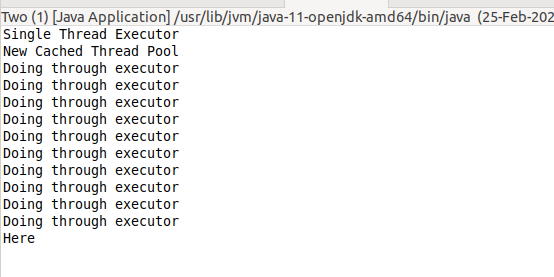 Two (1) [Java Application] /usr/lib/jvm/java-11-openjdk-amd64/bin/java (25-Feb-202
Single Thread Executor
New Cached Thread Pool
Doing through executor
Doing through executor
Doing through executor
Doing through executor
Doing through executor
Doing through executor
Doing through executor
Doing through executor
Doing through executor
Doing through executor
Here